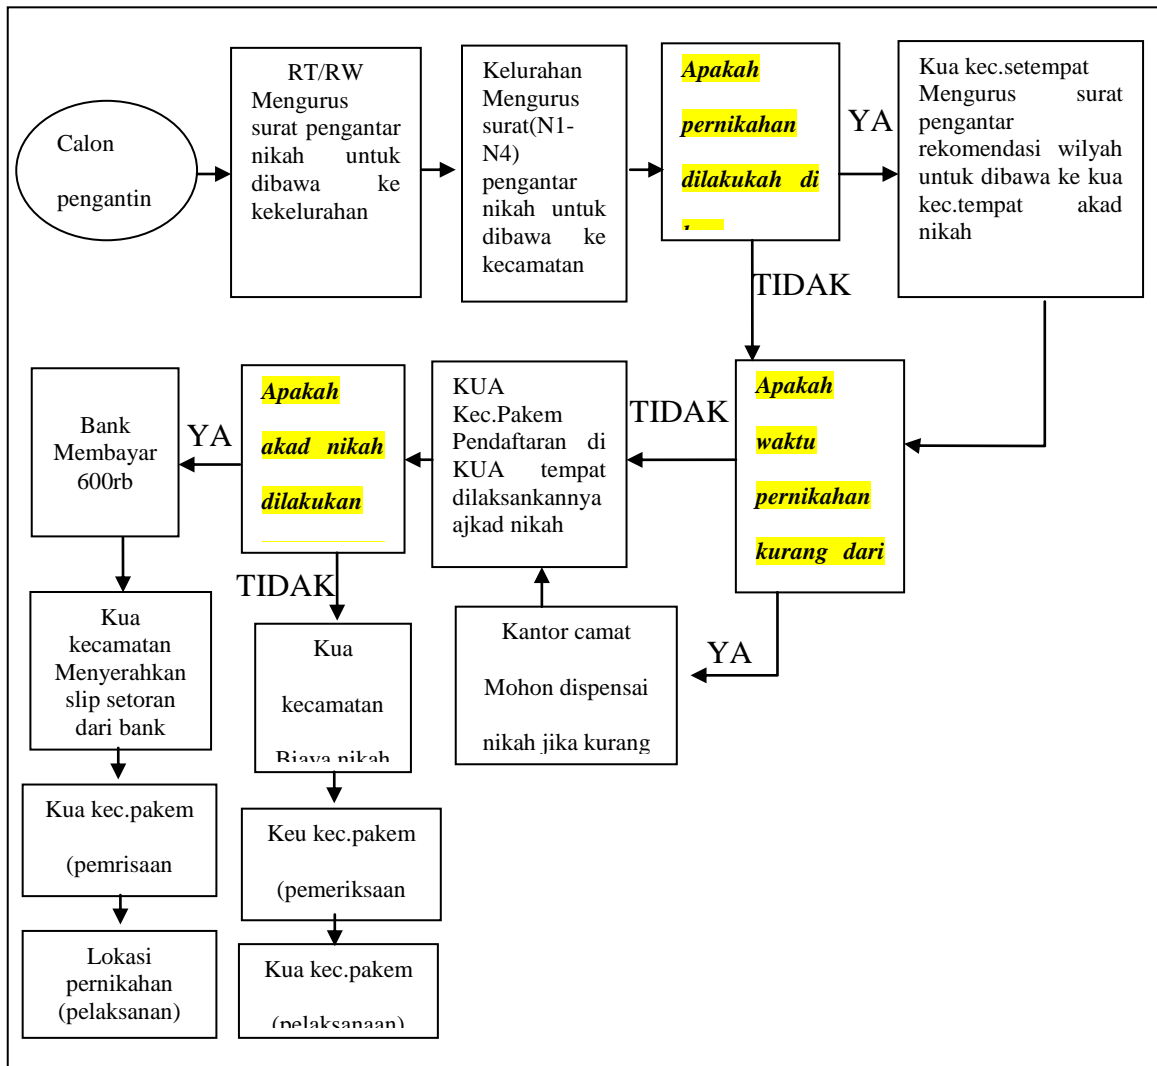 Calon
pengantin
RT/RW
Mengurus
surat pengantar
nikah untuk
dibawa ke
kekelurahan
Kelurahan
Mengurus
surat(N1-
N4)
pengantar
nikah untuk
dibawa ke
kecamatan
Apakah
pernikahan
dilakukah di
YA
Kua kec.setempat
Mengurus surat
pengantar
rekomendasi wilyah
untuk dibawa ke kua
kec.tempat akad
nikah
TIDAK
Apakah
waktu
pernikahan
kurang dari
TIDAK
KUA
Kec.Pakem
Pendaftaran di
KUA tempat
dilaksankannya
ajkad nikah
YA
Kantor camat
Mohon dispensai
nikah jika kurang
Apakah
akad nikah
dilakukan
YA
Bank
Membayar
600rb
Kua
kecamatan
Menyerahkan
slip setoran
dari bank
Kua kec.pakem
(pemrisaan
Lokasi
pernikahan
(pelaksanan)
TIDAK
Kua
kecamatan
Biaya nikah
Keu kec.pakem
(pemeriksaan
Kua kec.pakem
(pelaksanaan)